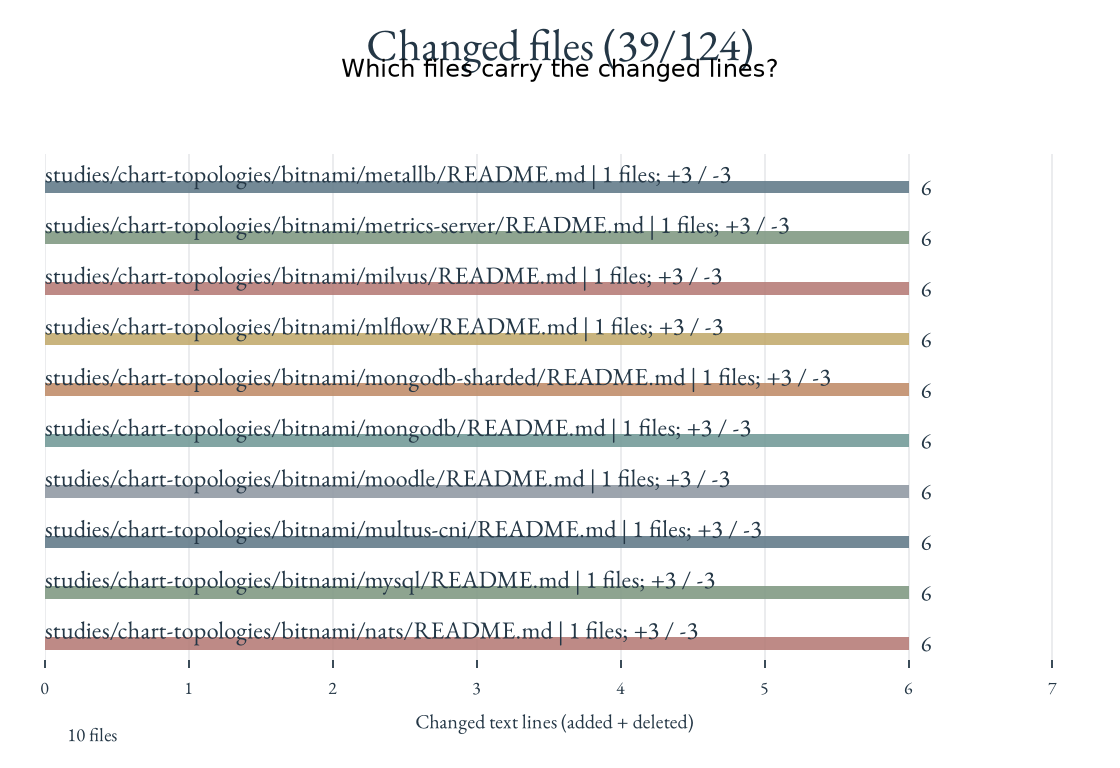 Changed files (39/124)
Which files carry the changed lines?
studies/chart-topologies/bitnami/metallb/README.md | 1 files; +3 / -3
6
studies/chart-topologies/bitnami/metrics-server/README.md | 1 files; +3 / -3
6
studies/chart-topologies/bitnami/milvus/README.md | 1 files; +3 / -3
6
studies/chart-topologies/bitnami/mlflow/README.md | 1 files; +3 / -3
6
studies/chart-topologies/bitnami/mongodb-sharded/README.md | 1 files; +3 / -3
6
studies/chart-topologies/bitnami/mongodb/README.md | 1 files; +3 / -3
6
studies/chart-topologies/bitnami/moodle/README.md | 1 files; +3 / -3
6
studies/chart-topologies/bitnami/multus-cni/README.md | 1 files; +3 / -3
6
studies/chart-topologies/bitnami/mysql/README.md | 1 files; +3 / -3
6
studies/chart-topologies/bitnami/nats/README.md | 1 files; +3 / -3
6
0 1 2 3 4 5 6 7
Changed text lines (added + deleted)
10 files